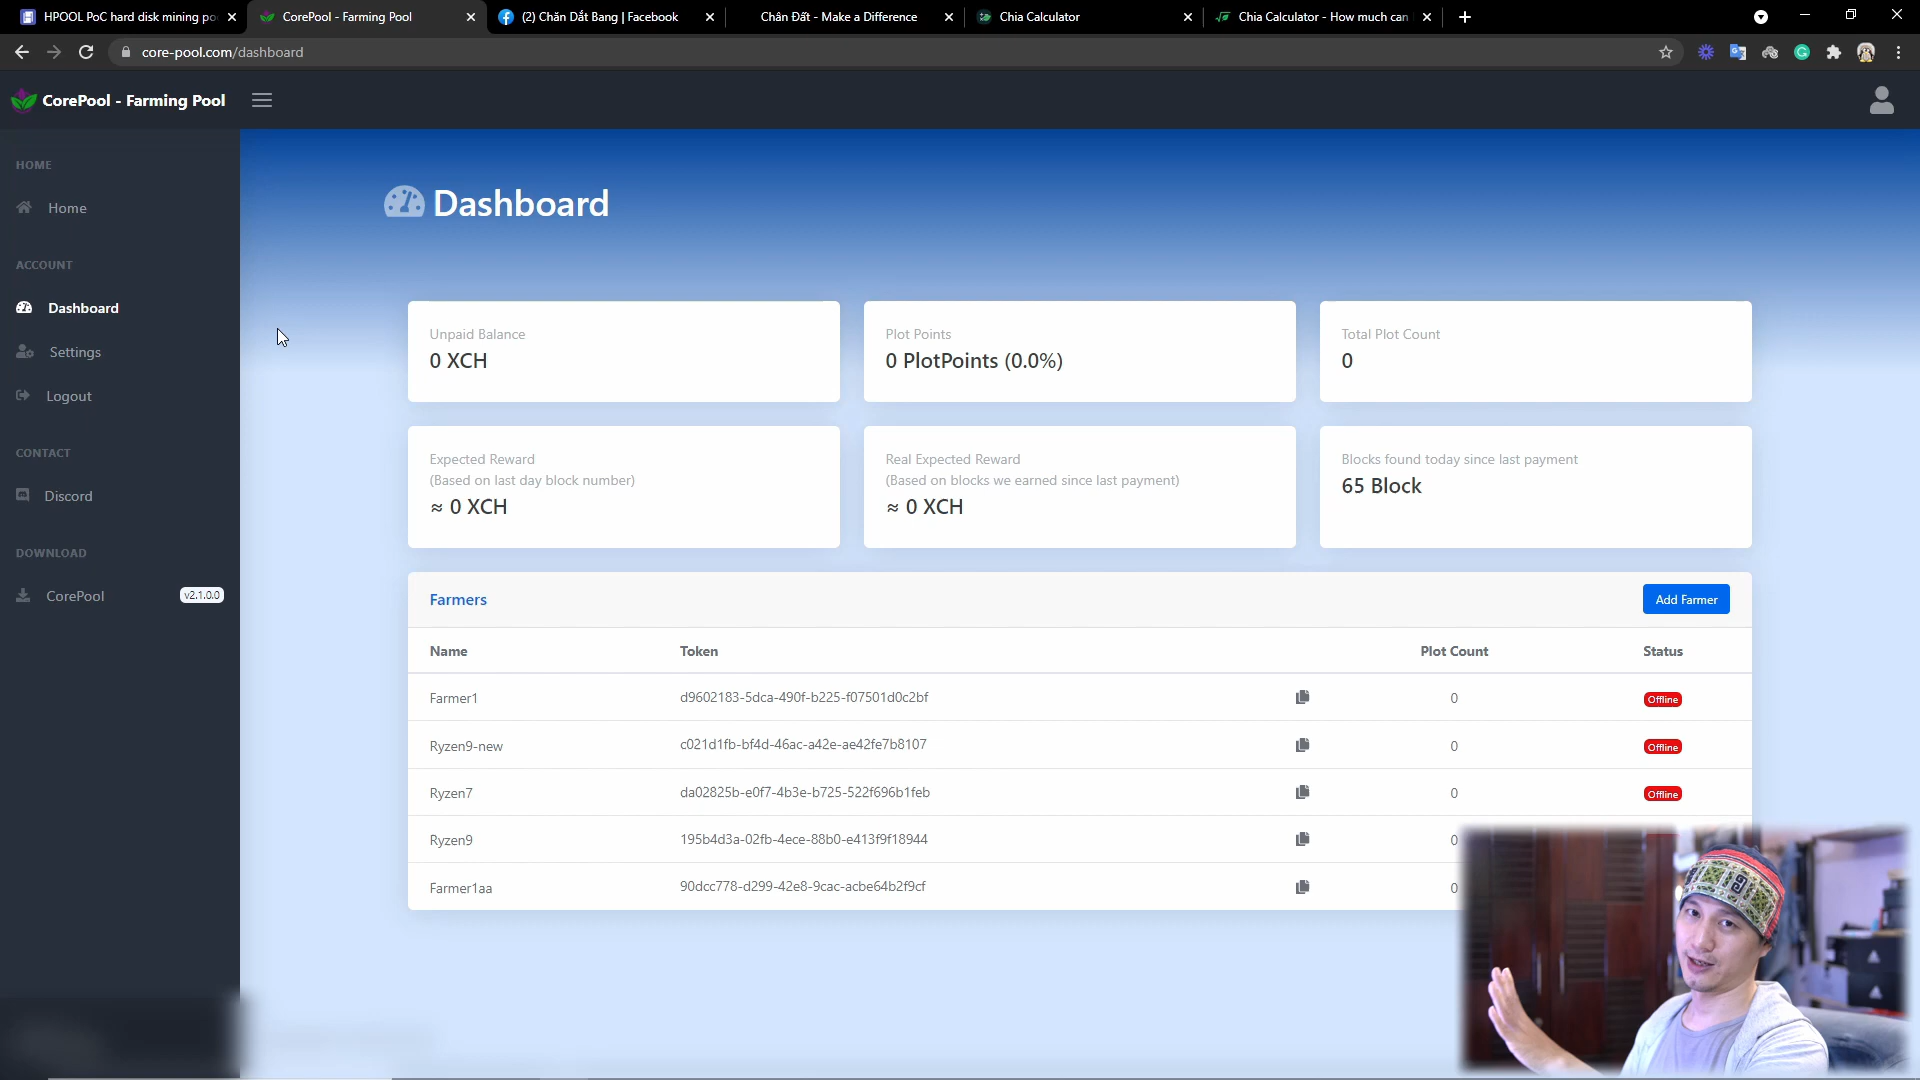 HPOOL PoC hard disk mining po
CorePool - Farming Pool
(2) Chăn Dắt Bang | Facebook
Chân Đất - Make a Difference
Chia Calculator
Chia Calculator - How much can
core-pool.com/dashboard
CorePool - Farming Pool
HOME
Home
ACCOUNT
Dashboard
Settings
Logout
CONTACT
Discord
DOWNLOAD
CorePool v2.1.0.0
Dashboard
Unpaid Balance
0 XCH
Plot Points
0 PlotPoints (0.0%)
Total Plot Count
0
Expected Reward
(Based on last day block number)
≈ 0 XCH
Real Expected Reward
(Based on blocks we earned since last payment)
≈ 0 XCH
Blocks found today since last payment
65 Block
Farmers
Add Farmer
Name Token Plot Count Status
Farmer1 d9602183-5dca-490f-b225-f07501d0c2bf 0 Offline
Ryzen9-new c021d1fb-bf4d-46ac-a42e-ae42fe7b8107 0 Offline
Ryzen7 da02825b-e0f7-4b3e-b725-522f696b1feb 0 Offline
Ryzen9 195b4d3a-02fb-4ece-88b0-e413f9f18944 0
Farmer1aa 90dcc778-d299-42e8-9cac-acbe64b2f9cf 0